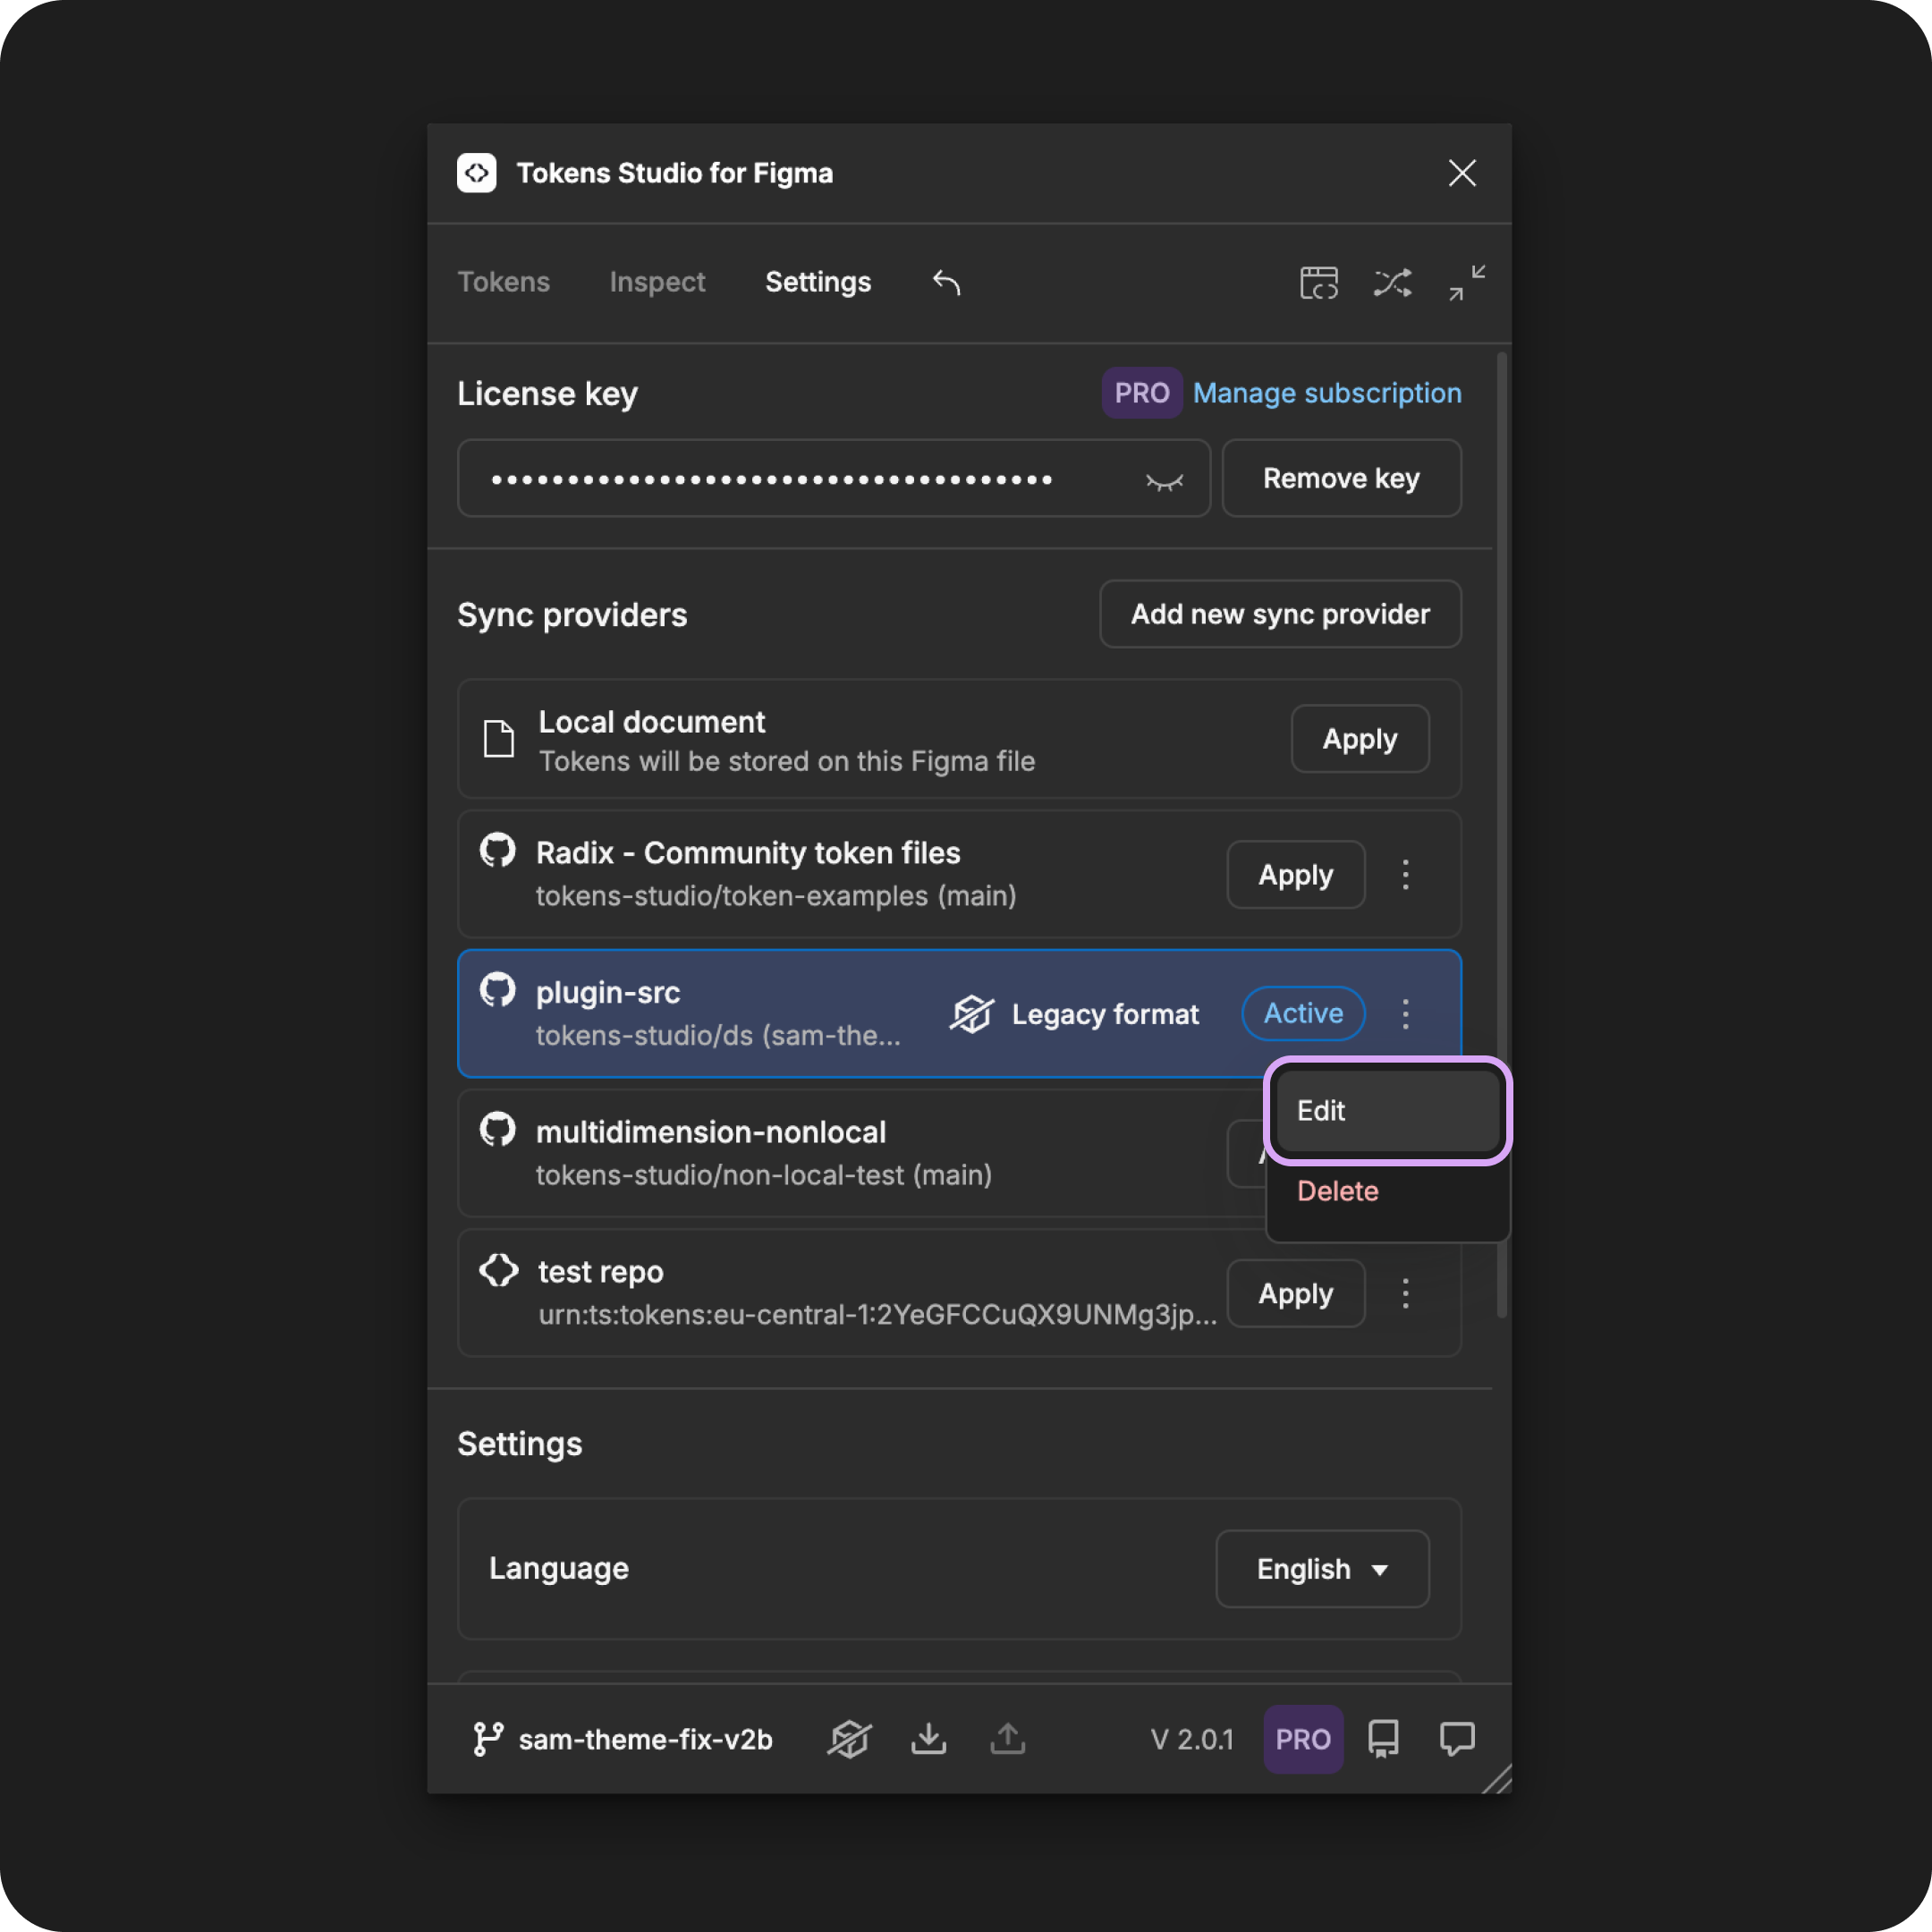 Tokens Studio for Figma
Tokens Inspect Settings
License key PRO Manage subscription
Remove key
Sync providers Add new sync provider
Local document
Tokens will be stored on this Figma file
Apply
Radix - Community token files
tokens-studio/token-examples (main)
Apply
plugin-src
tokens-studio/ds (sam-the...
Legacy format Active
Edit
Delete
multidimension-nonlocal
tokens-studio/non-local-test (main)
test repo
urn:ts:tokens:eu-central-1:2YeGFCCuQX9UNMg3jp...
Apply
Settings
Language English
sam-theme-fix-v2b V 2.0.1 PRO